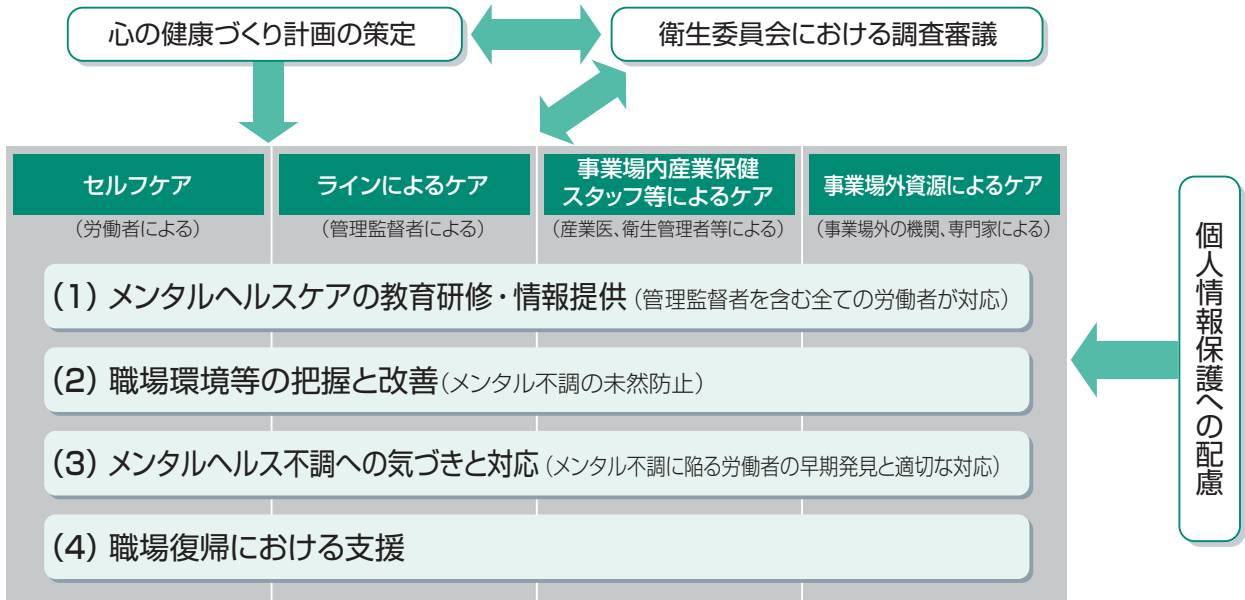 心の健康づくり計画の策定
衛生委員会における調査審議
セルフケア
(労働者による)
ラインによるケア
(管理監督者による)
事業場内産業保健
スタッフ等によるケア
(産業医、衛生管理者等による)
事業場外資源によるケア
(事業場外の機関、専門家による)
(1) メンタルヘルスケアの教育研修・情報提供(管理監督者を含む全ての労働者が対応)
(2) 職場環境等の把握と改善(メンタル不調の未然防止)
(3) メンタルヘルス不調への気づきと対応(メンタル不調に陥る労働者の早期発見と適切な対応)
(4) 職場復帰における支援
個人情報保護への配慮